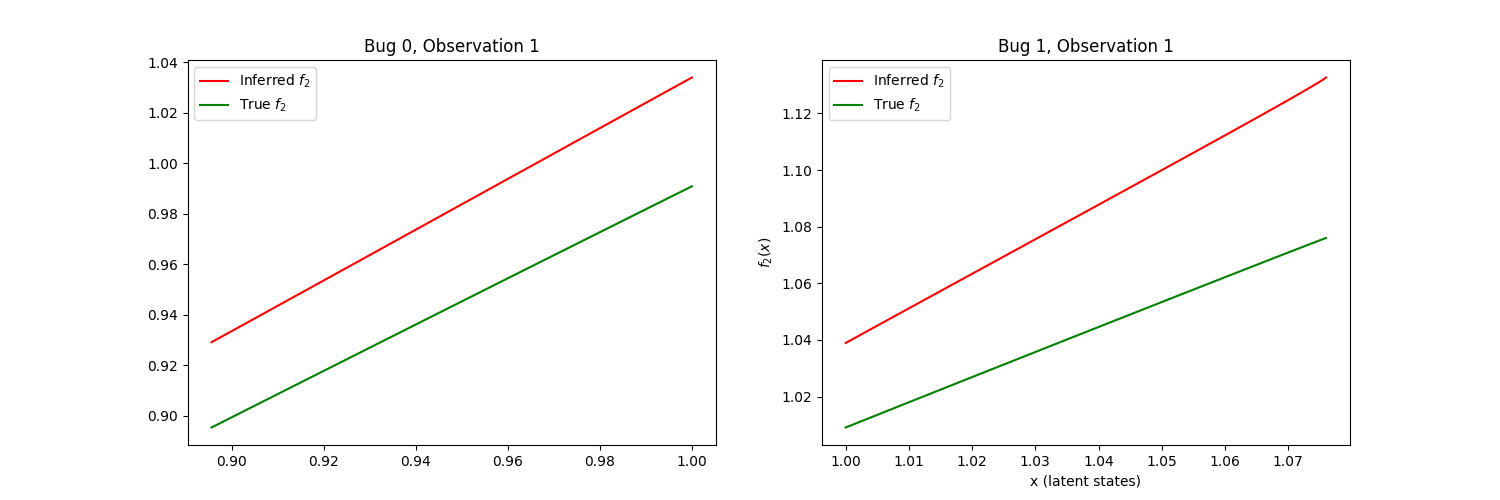 Bug 0, Observation 1
Inferred f₂
True f₂
1.04
1.02
1.00
0.98
0.96
0.94
0.92
0.90
0.90 0.92 0.94 0.96 0.98 1.00
Bug 1, Observation 1
Inferred f₂
True f₂
f₂(x)
1.12
1.10
1.08
1.06
1.04
1.02
1.00 1.01 1.02 1.03 1.04 1.05 1.06 1.07
x (latent states)